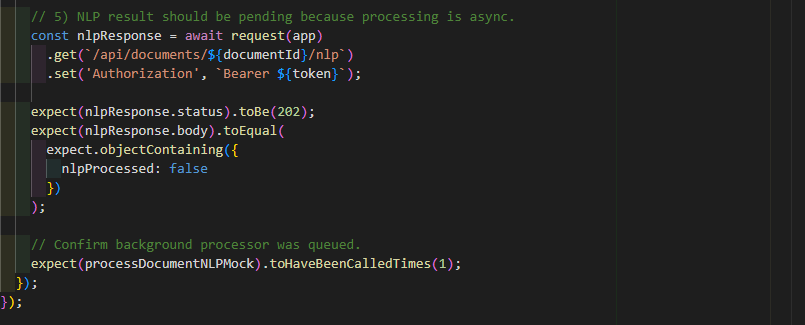 // 5) NLP result should be pending because processing is async.
const nlpResponse = await request(app)
.get(`/api/documents/${documentId}/nlp`)
.set('Authorization', `Bearer ${token}`);
expect(nlpResponse.status).toBe(202);
expect(nlpResponse.body).toEqual(
expect.objectContaining({
nlpProcessed: false
})
);
// Confirm background processor was queued.
expect(processDocumentNLPMock).toHaveBeenCalledTimes(1);
});
});